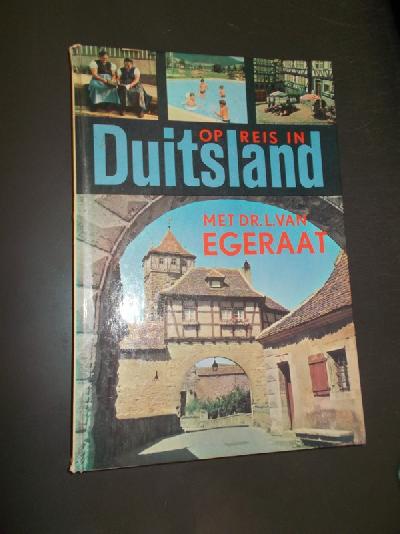 OP REIS IN
Duitsland
MET DR. L. VAN
EGERAAT